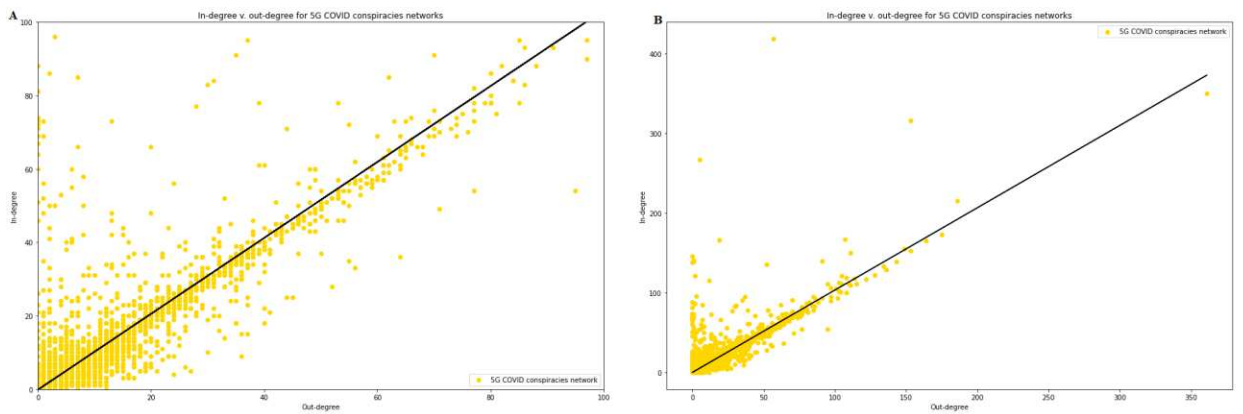 A
In-degree v. out-degree for 5G COVID conspiracies networks
100
80
60
40
20
0
In-degree
0 20 40 60 80 100
Out-degree
5G COVID conspiracies network
B
In-degree v. out-degree for 5G COVID conspiracies networks
5G COVID conspiracies network
400
300
200
100
0
In-degree
0 50 100 150 200 250 300 350
Out-degree